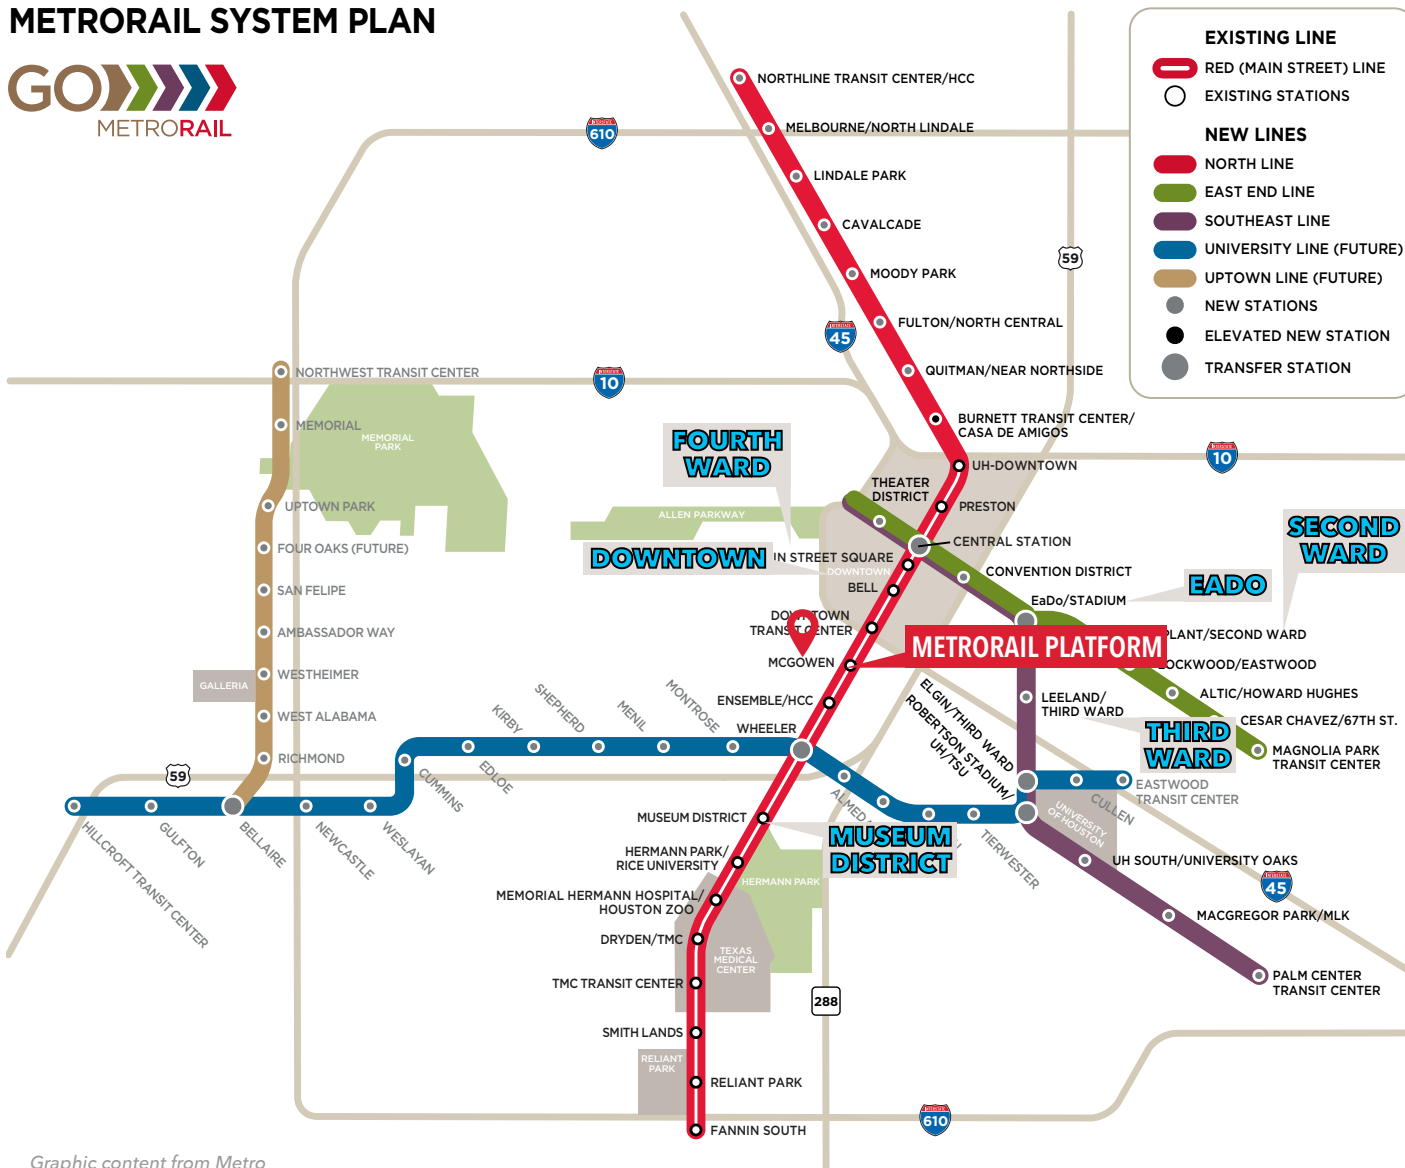 METRORAIL SYSTEM PLAN
GO
METRORAIL
EXISTING LINE
RED (MAIN STREET) LINE
EXISTING STATIONS
NEW LINES
NORTH LINE
EAST END LINE
SOUTHEAST LINE
UNIVERSITY LINE (FUTURE)
UPTOWN LINE (FUTURE)
NEW STATIONS
ELEVATED NEW STATION
TRANSFER STATION
NORTHLINE TRANSIT CENTER/HCC
MELBOURNE/NORTH LINDALE
610
LINDALE PARK
CAVALCADE
59
MOODY PARK
FULTON/NORTH CENTRAL
45
QUITMAN/NEAR NORTHSIDE
10
BURNETT TRANSIT CENTER/
CASA DE AMIGOS
UH-DOWNTOWN
10
NORTHWEST TRANSIT CENTER
MEMORIAL
MEMORIAL
PARK
UPTOWN PARK
FOUR OAKS (FUTURE)
SAN FELIPE
AMBASSADOR WAY
WESTHEIMER
GALLERIA
WEST ALABAMA
RICHMOND
FOURTH
WARD
THEATER
DISTRICT
PRESTON
ALLEN PARKWAY
CENTRAL STATION
DOWNTOWN
N STREET SQUARE
DOWNTOWN
CONVENTION DISTRICT
BELL
SECOND
WARD
EADO
EaDo/STADIUM
TRANSIT CENTER
PLANT/SECOND WARD
METRORAIL PLATFORM
MCGOWEN
LOCKWOOD/EASTWOOD
ALTIC/HOWARD HUGHES
CESAR CHAVEZ/67TH ST.
MAGNOLIA PARK
TRANSIT CENTER
LEELAND/
THIRD WARD
THIRD
WARD
ENSEMBLE/HCC
WHEELER
ELGIN/THIRD WARD
ROBERTSON STADIUM/
UH/TSU
MONTROSE
MENIL
SHEPHERD
KIRBY
EDLOE
CUMMINS
59
HILLCROFT TRANSIT CENTER
GULFTON
BELLAIRE
NEWCASTLE
WESLAYAN
TIERWESTER
CULLEN
EASTWOOD
TRANSIT CENTER
UNIVERSITY
OF HOUSTON
MUSEUM DISTRICT
MUSEUM
DISTRICT
HERMANN PARK/
RICE UNIVERSITY
HERMANN PARK
UH SOUTH/UNIVERSITY OAKS
45
MEMORIAL HERMANN HOSPITAL/
HOUSTON ZOO
MACGREGOR PARK/MLK
DRYDEN/TMC
TEXAS
MEDICAL
CENTER
TMC TRANSIT CENTER
PALM CENTER
TRANSIT CENTER
288
SMITH LANDS
RELIANT
PARK
RELIANT PARK
FANNIN SOUTH
610
Graphic content from Metro